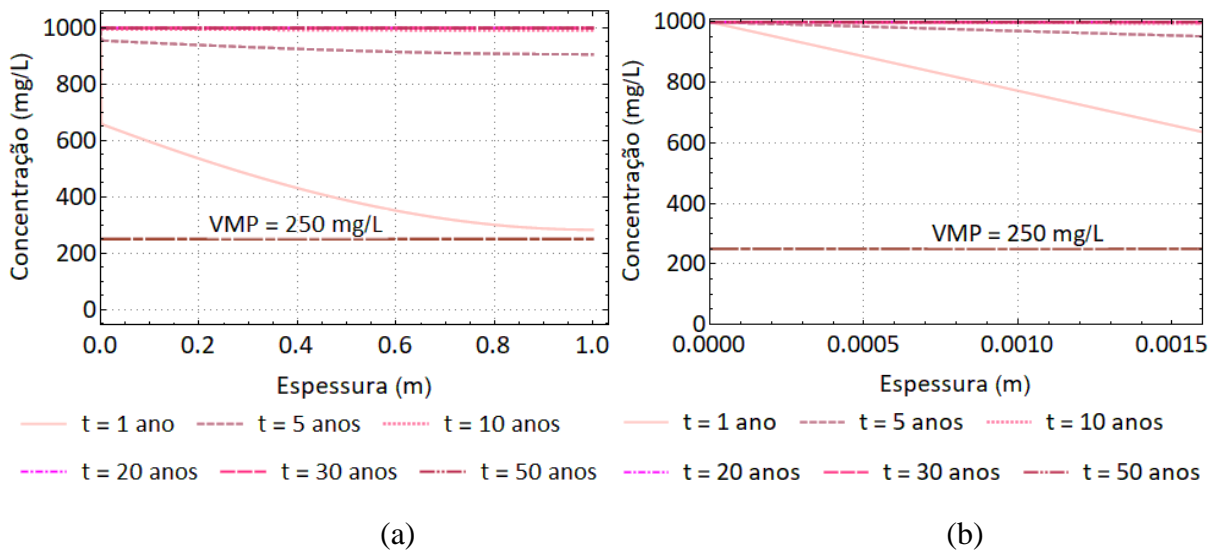 1000
800
600
400
200
0
Concentração (mg/L)
VMP = 250 mg/L
0.0 0.2 0.4 0.6 0.8 1.0
Espessura (m)
t = 1 ano t = 5 anos t = 10 anos
t = 20 anos t = 30 anos t = 50 anos
(a)
1000
800
600
400
200
0
Concentração (mg/L)
VMP = 250 mg/L
0.0000 0.0005 0.0010 0.0015
Espessura (m)
t = 1 ano t = 5 anos t = 10 anos
t = 20 anos t = 30 anos t = 50 anos
(b)